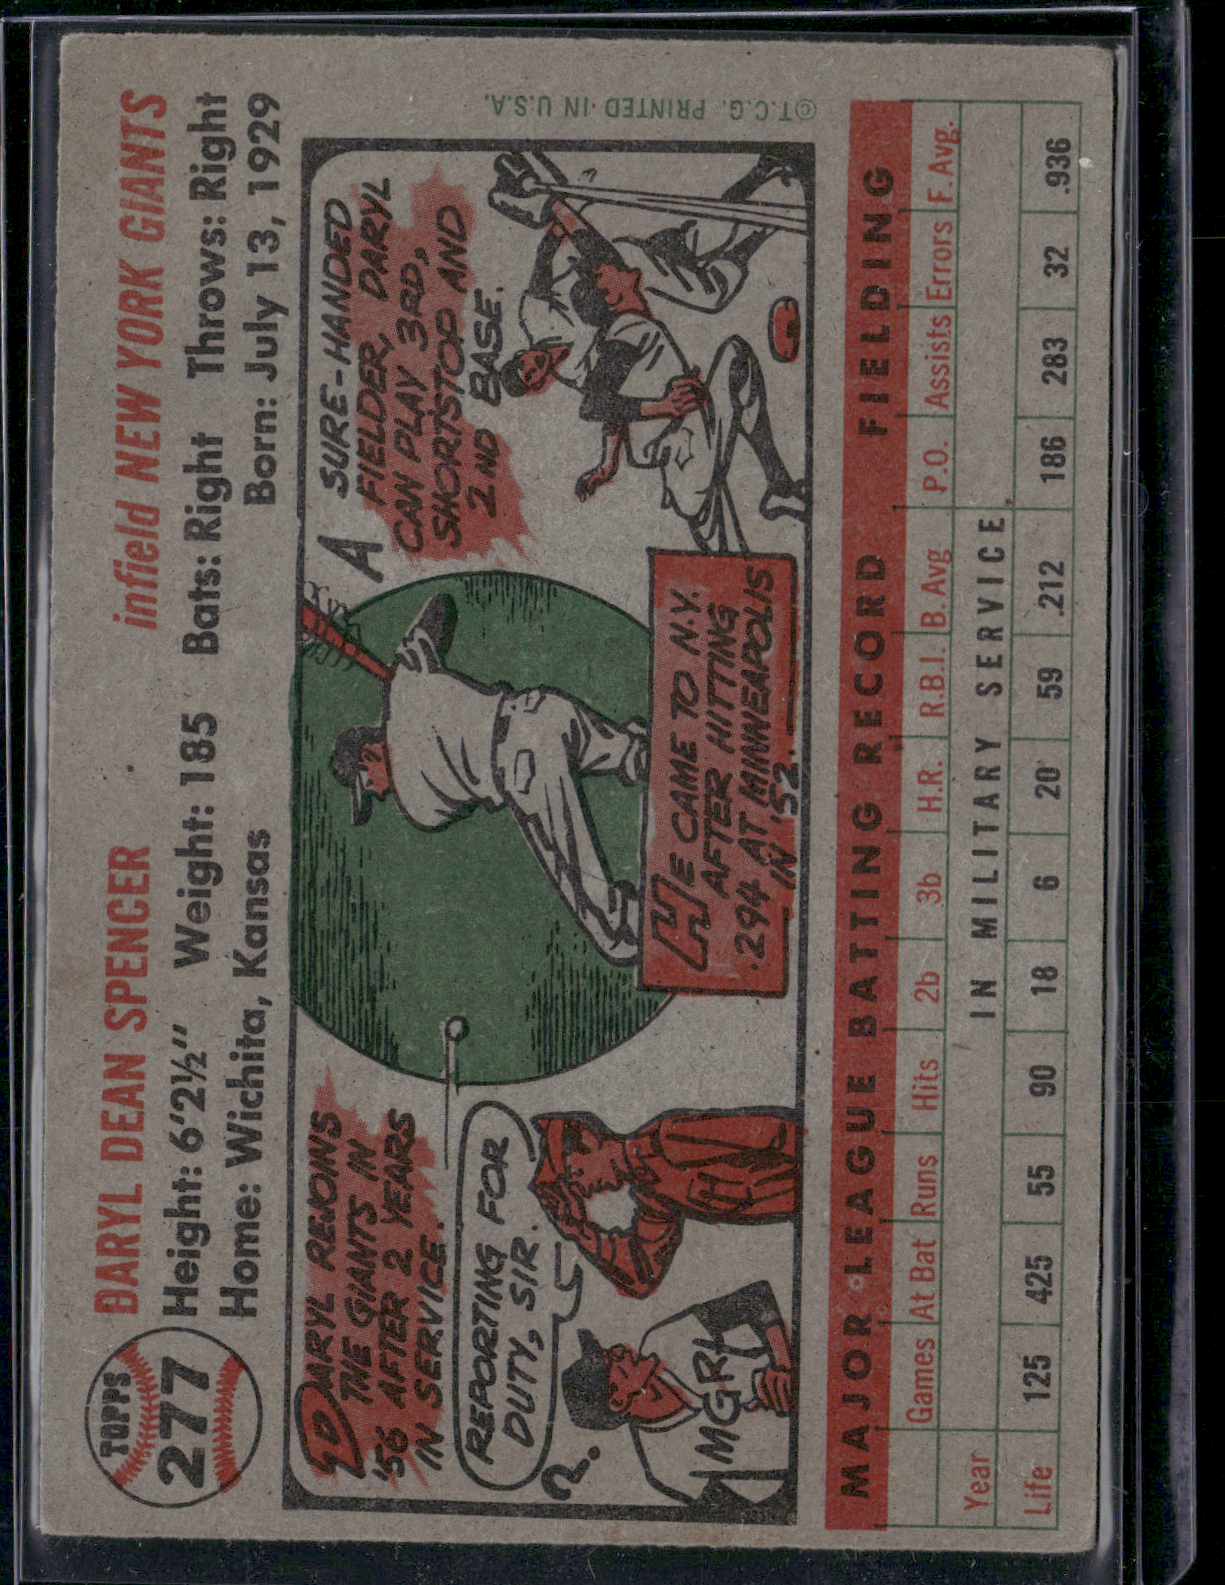 TOPPS
277
DARYL DEAN SPENCER
infield NEW YORK GIANTS
Height: 6'2½" Weight: 185 Bats: Right Throws: Right
Home: Wichita, Kansas Born: July 13, 1929
DARYL REJOINS
THE GIANTS IN
'56 AFTER 2 YEARS
IN SERVICE.
REPORTING FOR
DUTY, SIR.
?
MGR.
HE CAME TO N.Y.
AFTER HITTING
.294 AT MINNEAPOLIS
IN '52.
A SURE-HANDED
FIELDER, DARYL
CAN PLAY 3RD,
SHORTSTOP AND
2ND BASE.
©T.C.G. PRINTED IN U.S.A.
MAJOR LEAGUE BATTING RECORD FIELDING
Games At Bat Runs Hits 2b 3b H.R. R.B.I. B. Avg P.O. Assists Errors F. Avg.
Year IN MILITARY SERVICE
Life 125 425 55 90 18 6 20 59 .212 186 283 32 .936